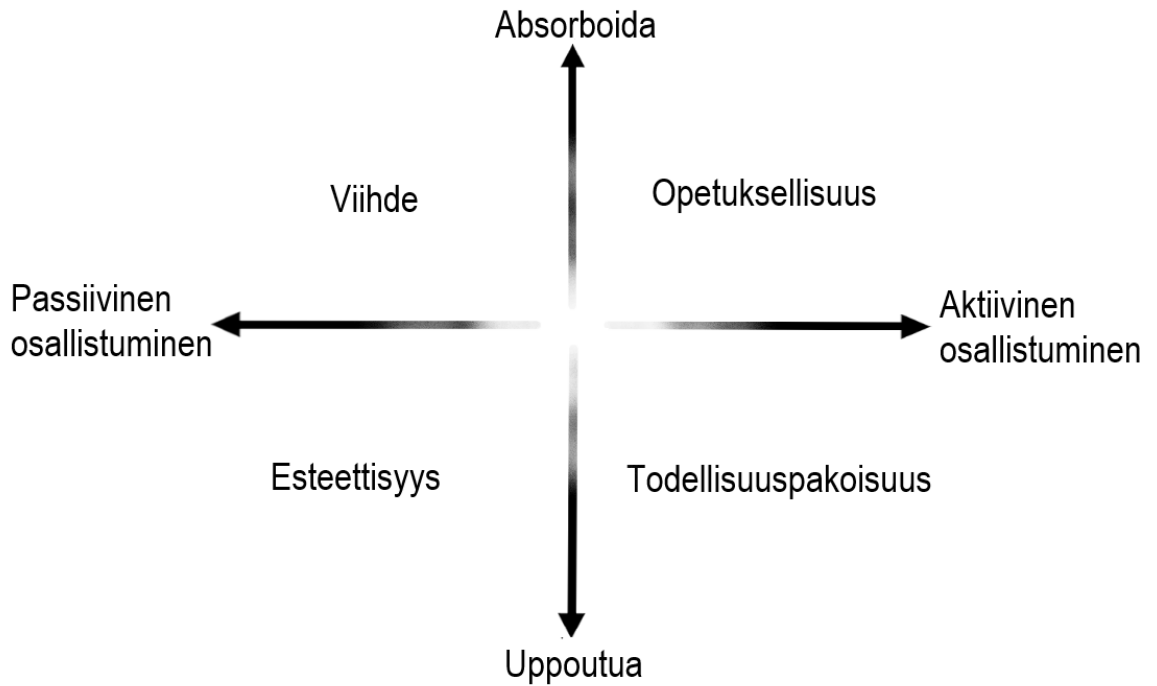 Absorboida
Viihde
Opetuksellisuus
Passiivinen
osallistuminen
Aktiivinen
osallistuminen
Esteettisyys
Todellisuuspakoisuus
Uppoutua